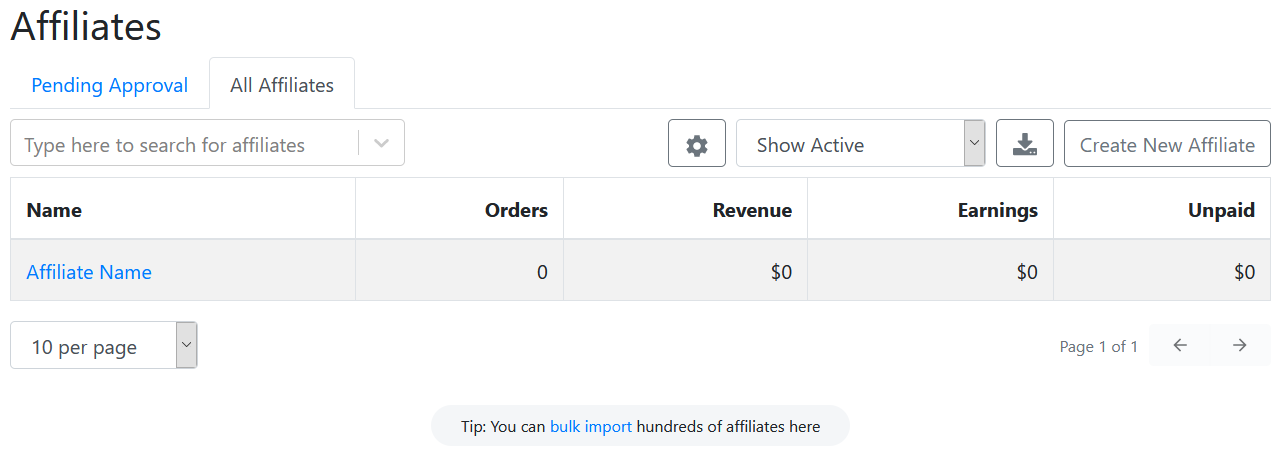 Affiliates
Pending Approval All Affiliates
Type here to search for affiliates Show Active Create New Affiliate
Name Orders Revenue Earnings Unpaid
Affiliate Name 0 $0 $0 $0
10 per page Page 1 of 1
Tip: You can bulk import hundreds of affiliates here